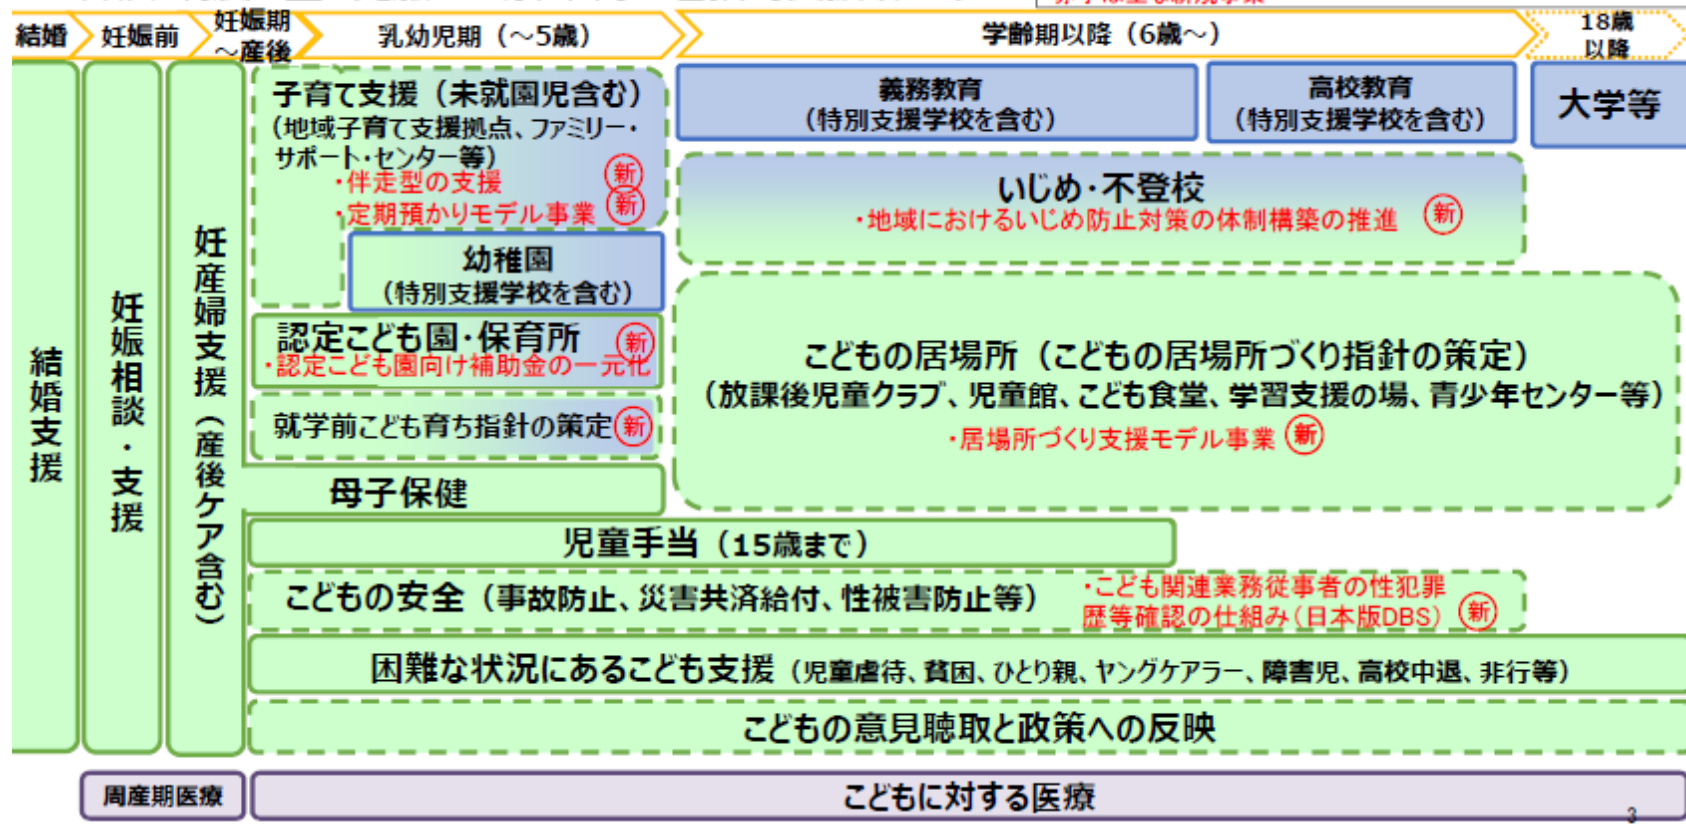 結婚
妊娠前
妊娠期
～産後
乳幼児期（～5歳）
学齢期以降（6歳～）
18歳
以降
結婚支援
妊娠相談・支援
妊産婦支援（産後ケア含む）
子育て支援（未就園児含む）
（地域子育て支援拠点、ファミリー・
サポート・センター等）
・伴走型の支援 新
・定期預かりモデル事業 新
幼稚園
（特別支援学校を含む）
認定こども園・保育所 新
・認定こども園向け補助金の一元化
就学前こども育ち指針の策定 新
母子保健
義務教育
（特別支援学校を含む）
高校教育
（特別支援学校を含む）
大学等
いじめ・不登校
・地域におけるいじめ防止対策の体制構築の推進 新
こどもの居場所（こどもの居場所づくり指針の策定）
（放課後児童クラブ、児童館、こども食堂、学習支援の場、青少年センター等）
・居場所づくり支援モデル事業 新
児童手当（15歳まで）
こどもの安全（事故防止、災害共済給付、性被害防止等）
・こども関連業務従事者の性犯罪
歴等確認の仕組み（日本版DBS） 新
困難な状況にあるこども支援（児童虐待、貧困、ひとり親、ヤングケアラー、障害児、高校中退、非行等）
こどもの意見聴取と政策への反映
周産期医療
こどもに対する医療
3